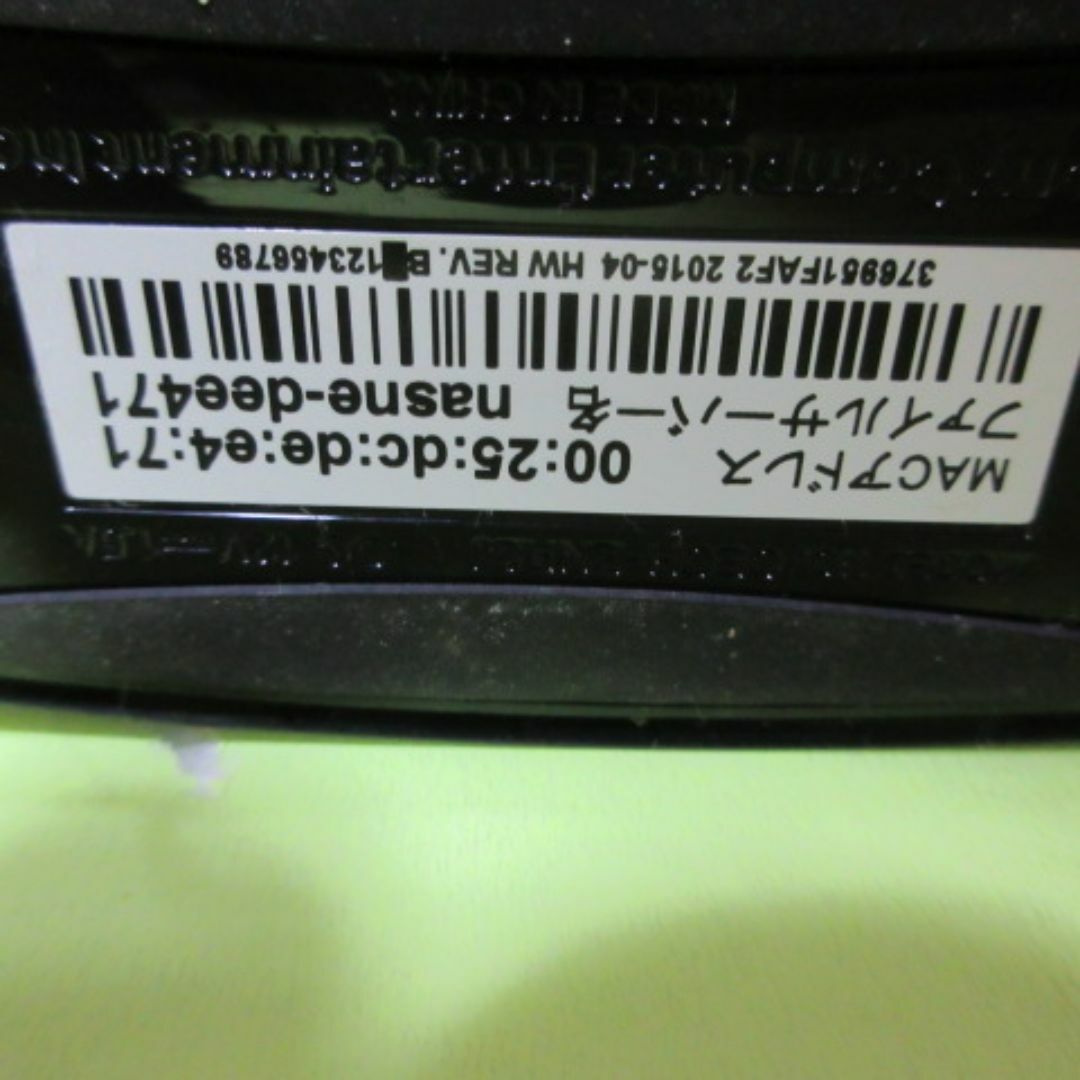 MACアドレス 00:25:dc:de:e4:71
ファイルサーバー名 nasne-dee471
376951FAF2 2015-04 HW REV. B 123456789
Computer Entertainment Inc
MADE IN CHINA